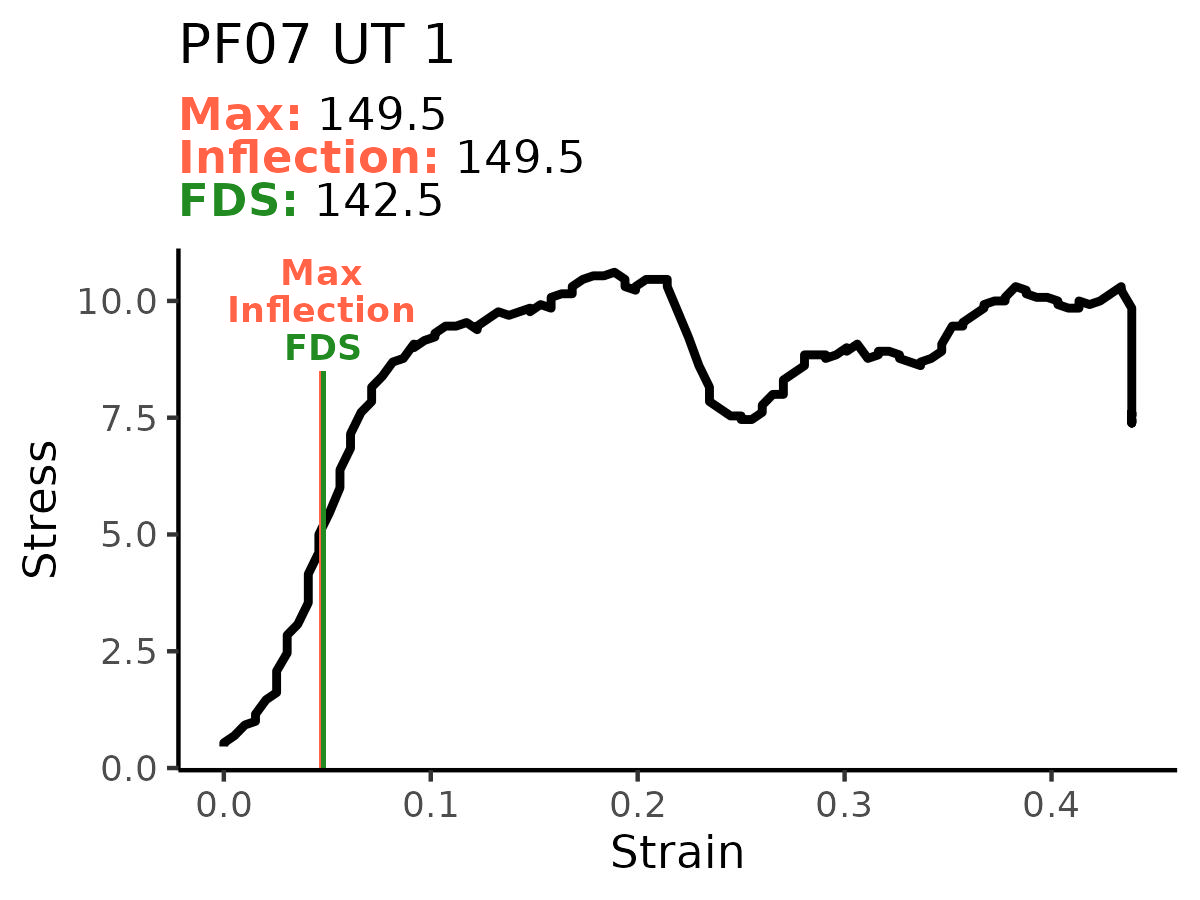 PF07 UT 1
Max: 149.5
Inflection: 149.5
FDS: 142.5
Max
Inflection
FDS
10.0
7.5
5.0
2.5
0.0
Stress
0.0 0.1 0.2 0.3 0.4
Strain